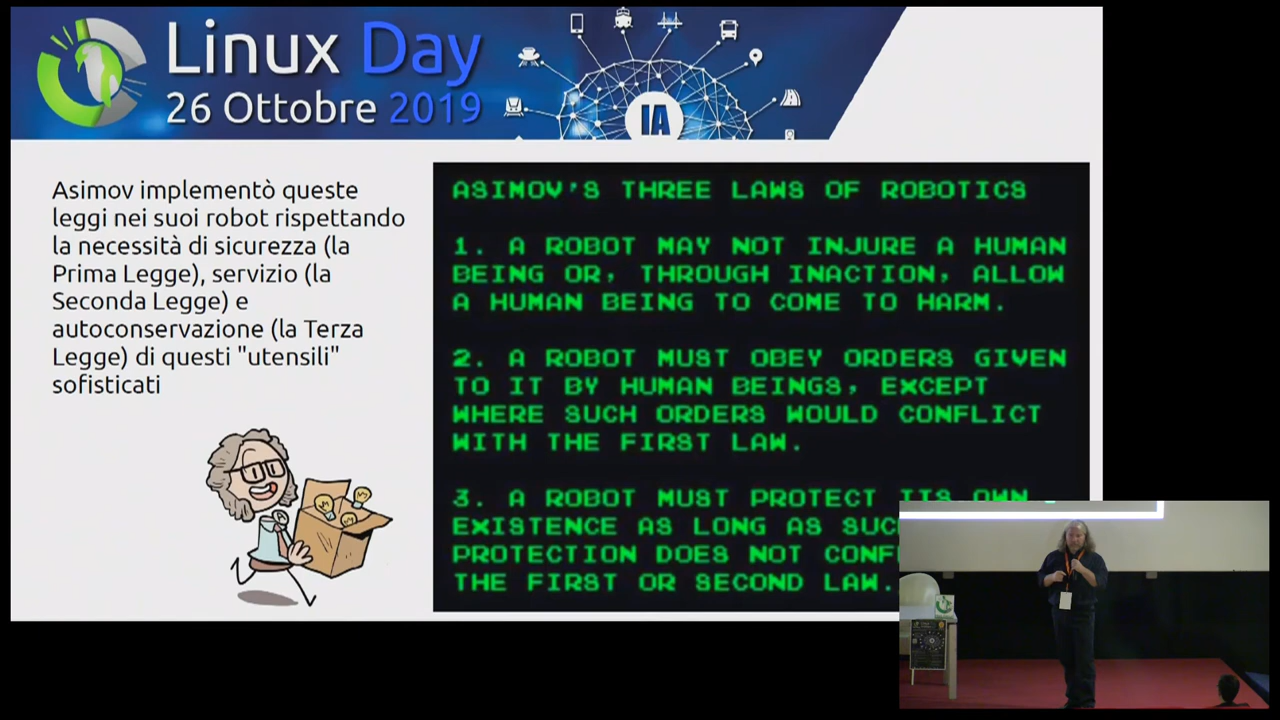 Linux Day
26 Ottobre 2019
IA
Asimov implementò queste
leggi nei suoi robot rispettando
la necessità di sicurezza (la
Prima Legge), servizio (la
Seconda Legge) e
autoconservazione (la Terza
Legge) di questi "utensili"
sofisticati
ASIMOV'S THREE LAWS OF ROBOTICS
1. A ROBOT MAY NOT INJURE A HUMAN
BEING OR, THROUGH INACTION, ALLOW
A HUMAN BEING TO COME TO HARM.
2. A ROBOT MUST OBEY ORDERS GIVEN
TO IT BY HUMAN BEINGS, EXCEPT
WHERE SUCH ORDERS WOULD CONFLICT
WITH THE FIRST LAW.
3. A ROBOT MUST PROTECT ITS OWN
EXISTENCE AS LONG AS SUC
PROTECTION DOES NOT CONF
THE FIRST OR SECOND LAW.